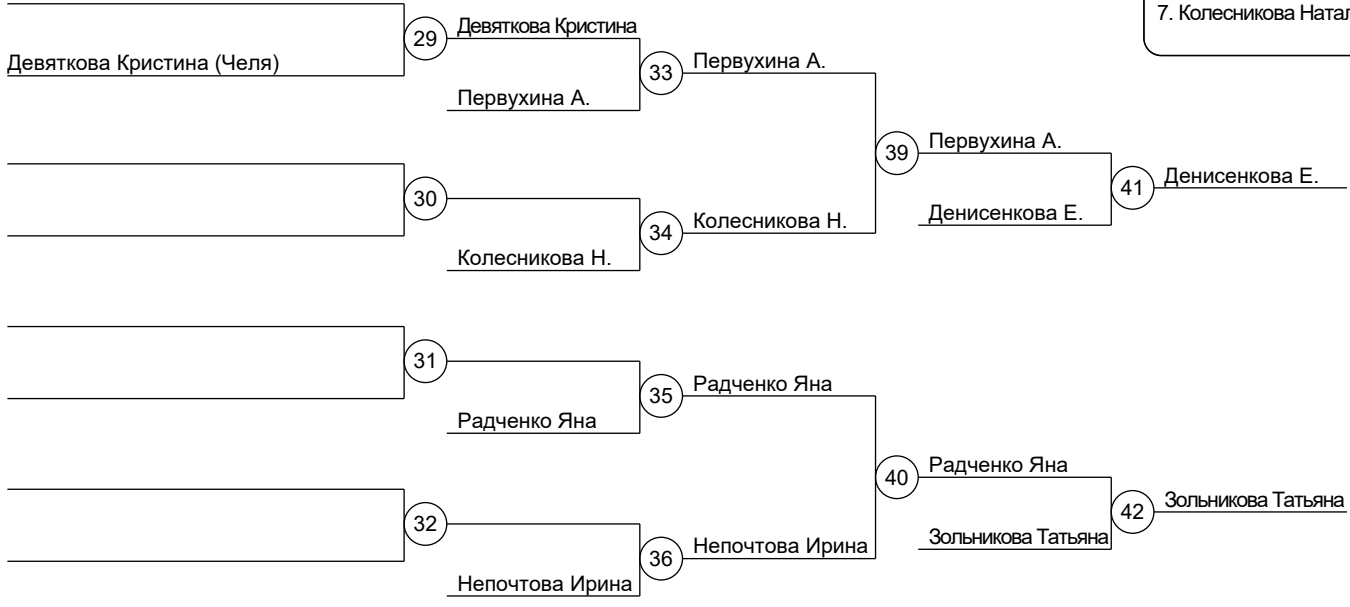 7. Колесникова Натал
29
Девяткова Кристина
Девяткова Кристина (Челя)
33
Первухина А.
Первухина А.
39
Первухина А.
30
41
Денисенкова Е.
Денисенкова Е.
34
Колесникова Н.
Колесникова Н.
31
35
Радченко Яна
Радченко Яна
40
Радченко Яна
32
42
Зольникова Татьяна
Зольникова Татьяна
36
Непочтова Ирина
Непочтова Ирина